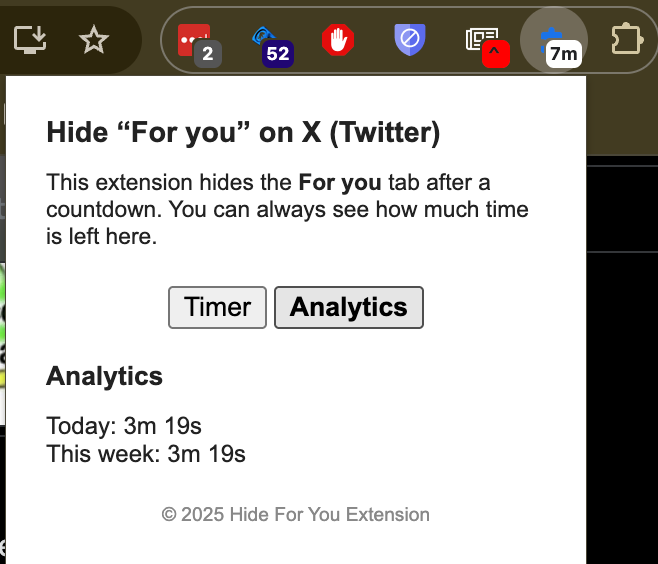 2
52
^
7m
Hide “For you” on X (Twitter)
This extension hides the For you tab after a
countdown. You can always see how much time
is left here.
Timer
Analytics
Analytics
Today: 3m 19s
This week: 3m 19s
© 2025 Hide For You Extension